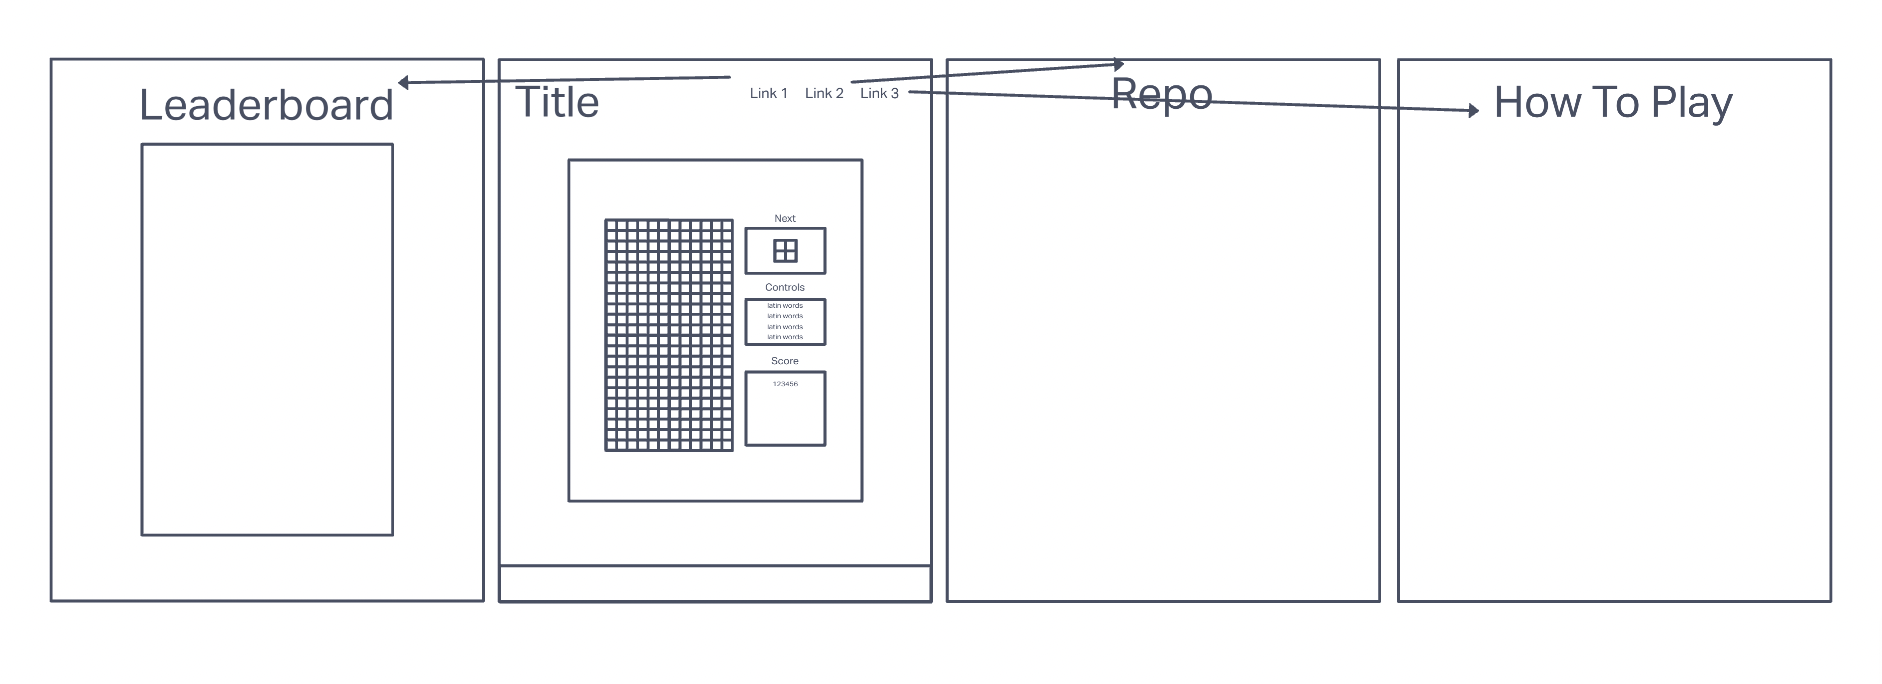 Leaderboard
Title
Link 1 Link 2 Link 3
Next
Controls
latin words
latin words
latin words
latin words
Score
123456
Repo
How To Play